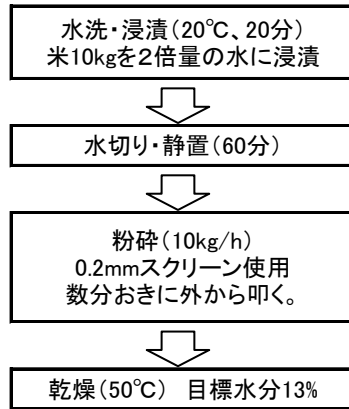 水洗・浸漬（20℃、20分）
米10kgを２倍量の水に浸漬
水切り・静置（60分）
粉砕（10kg/h）
0.2mmスクリーン使用
数分おきに外から叩く。
乾燥（50℃） 目標水分13%